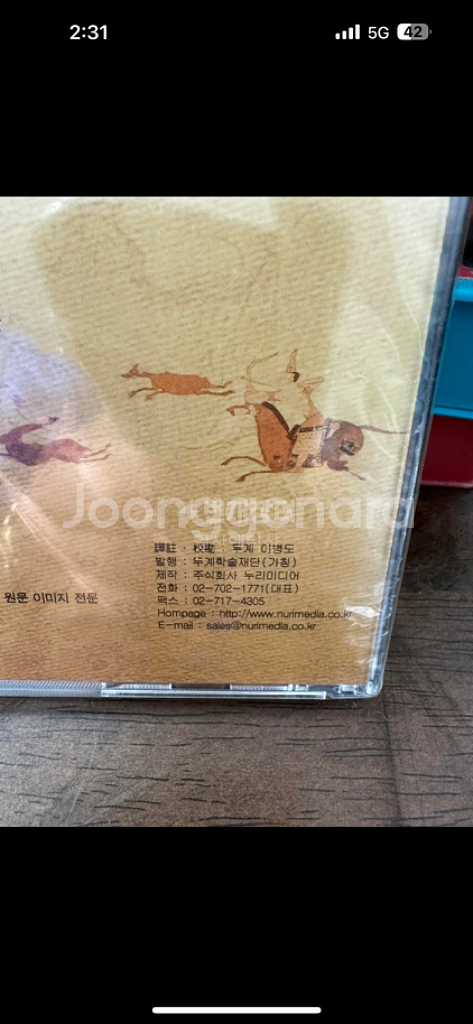 2:31
5G
42
Joonggonara
譯註 · 校勘 : 두계 이병도
발행 : 두계학술재단(가칭)
제작 : 주식회사 누리미디어
원문 이미지 전문
전화 : 02-702-1771(대표)
팩스 : 02-717-4305
Hompage : http://www.nurimedia.co.kr
E-mail : sales@nurimedia.co.kr